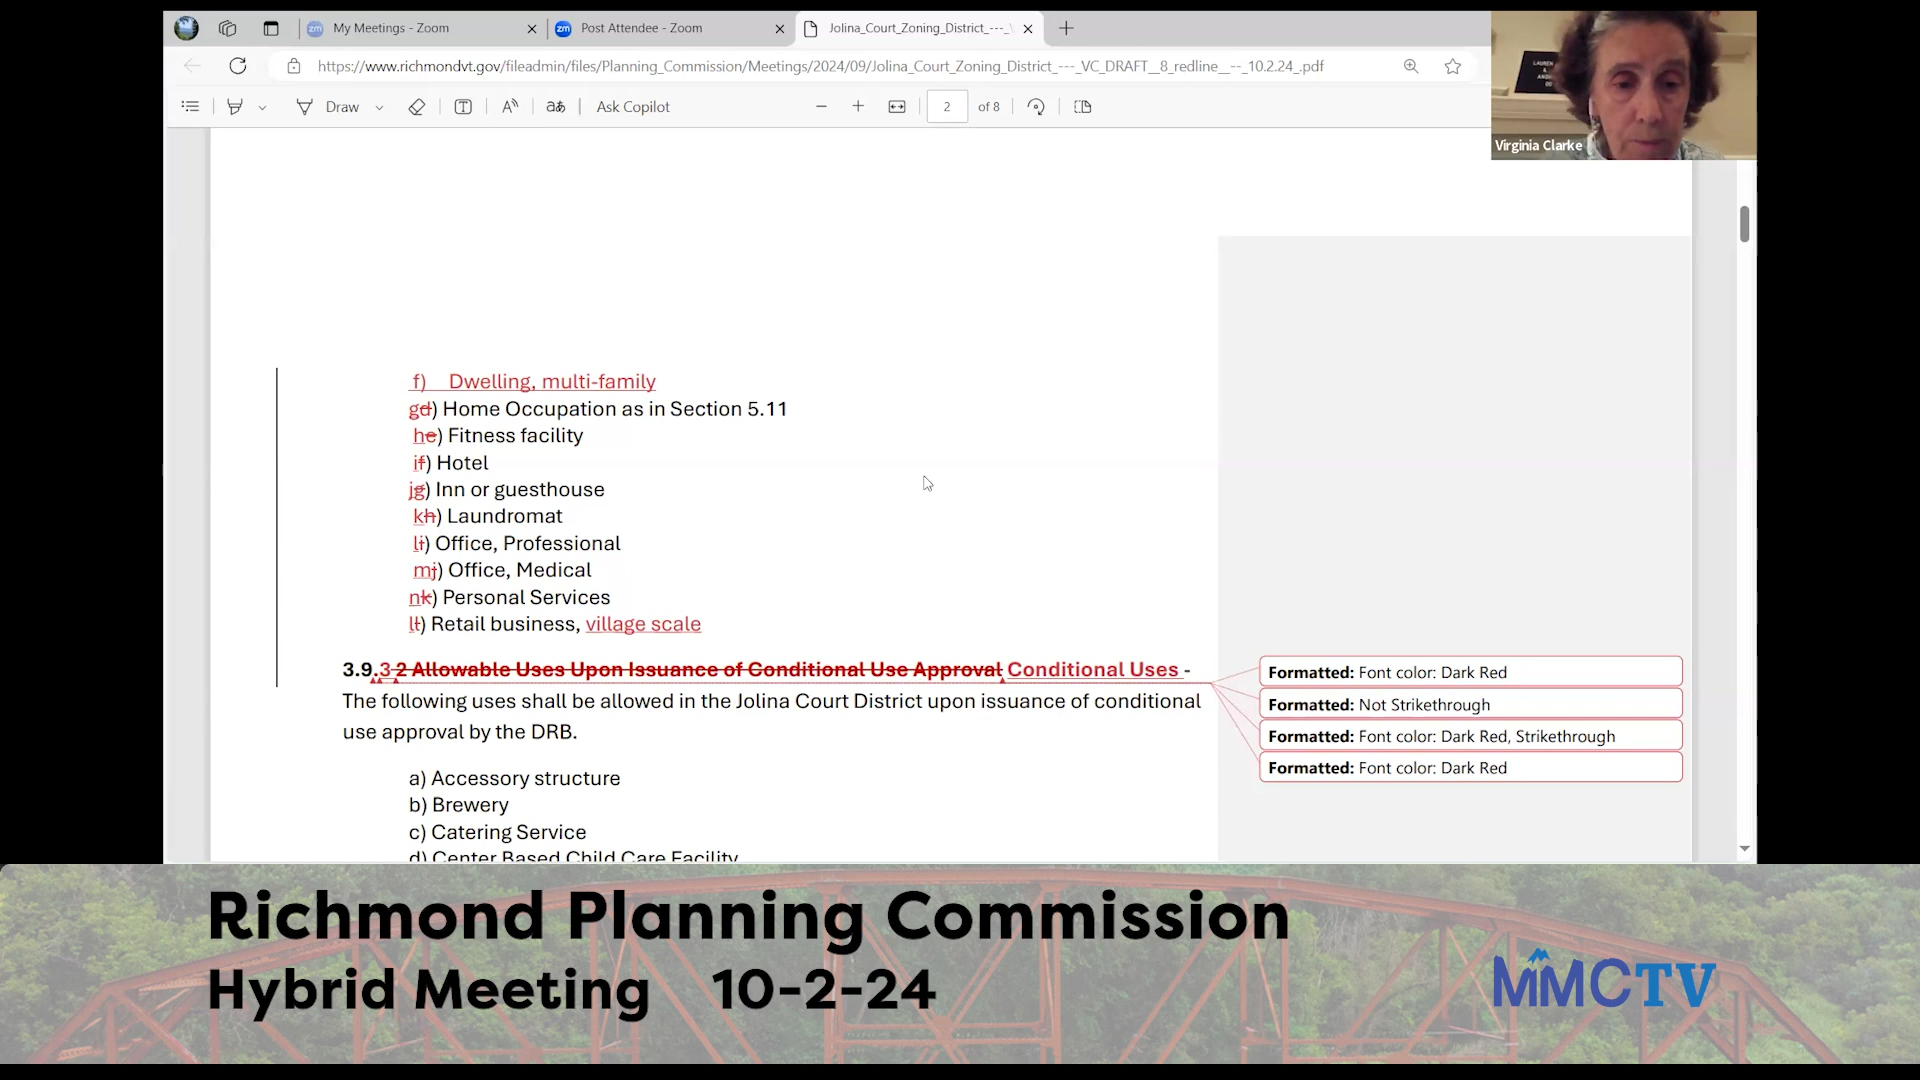 My Meetings - Zoom
Post Attendee - Zoom
Jolina_Court_Zoning_District_---_
https://www.richmondvt.gov/fileadmin/files/Planning_Commission/Meetings/2024/09/Jolina_Court_Zoning_District_---_VC_DRAFT__8_redline__--_10.2.24_.pdf
Draw
Ask Copilot
2 of 8
Virginia Clarke
f) Dwelling, multi-family
gd) Home Occupation as in Section 5.11
he) Fitness facility
if) Hotel
jg) Inn or guesthouse
kh) Laundromat
li) Office, Professional
mj) Office, Medical
nk) Personal Services
lt) Retail business, village scale
3.9.3 2 Allowable Uses Upon Issuance of Conditional Use Approval Conditional Uses -
The following uses shall be allowed in the Jolina Court District upon issuance of conditional
use approval by the DRB.
Formatted: Font color: Dark Red
Formatted: Not Strikethrough
Formatted: Font color: Dark Red, Strikethrough
Formatted: Font color: Dark Red
a) Accessory structure
b) Brewery
c) Catering Service
d) Center Based Child Care Facility
Richmond Planning Commission
Hybrid Meeting 10-2-24
MMCTV